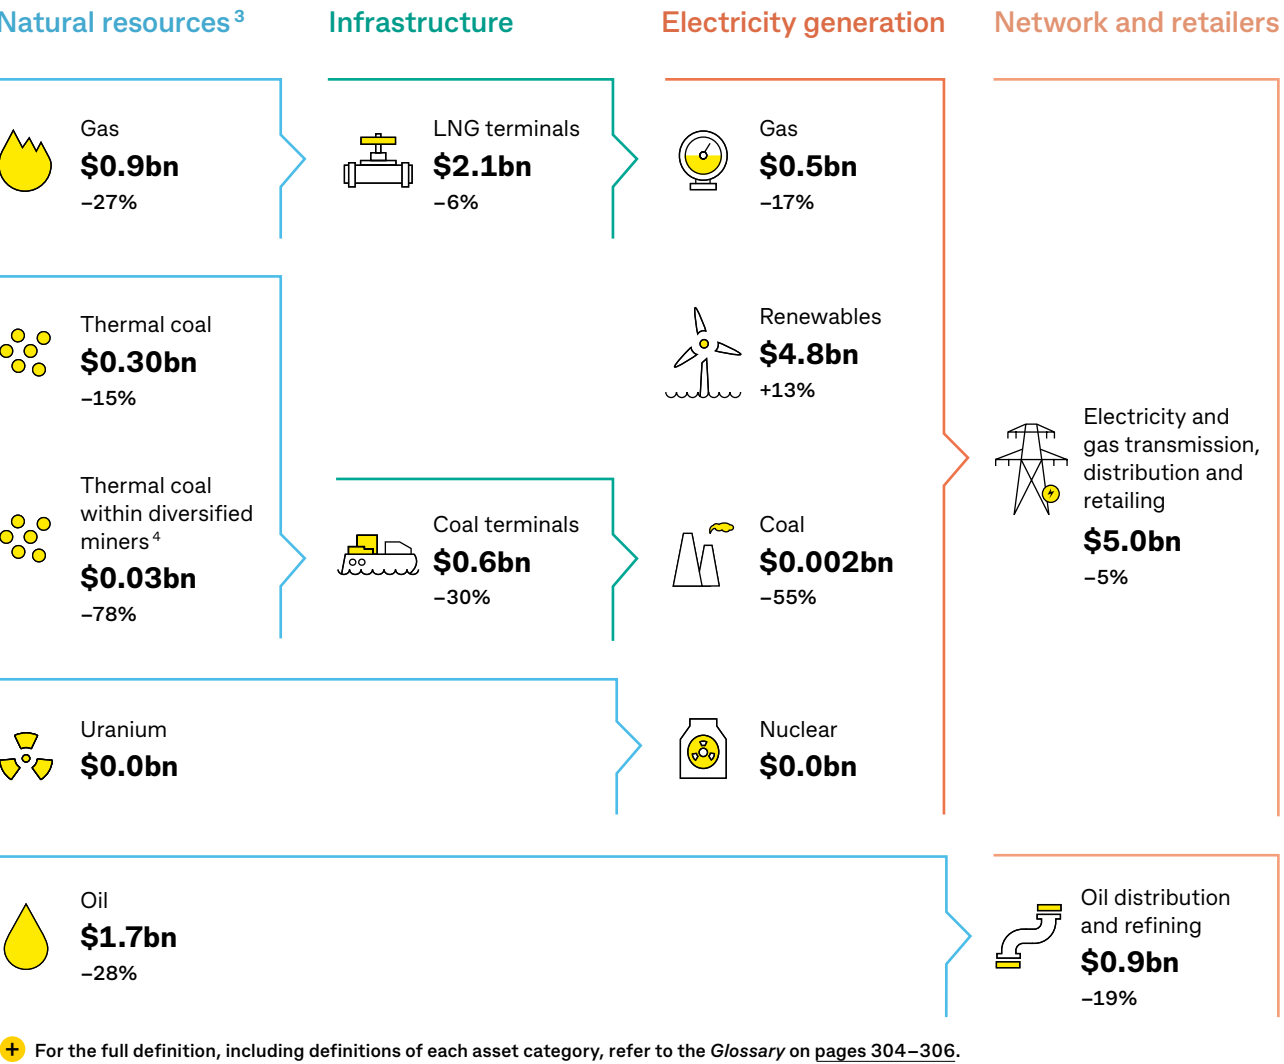 Natural resources³
Infrastructure
Electricity generation
Network and retailers
Gas
$0.9bn
–27%
LNG terminals
$2.1bn
–6%
Gas
$0.5bn
–17%
Thermal coal
$0.30bn
–15%
Renewables
$4.8bn
+13%
Thermal coal
within diversified
miners⁴
$0.03bn
–78%
Coal terminals
$0.6bn
–30%
Coal
$0.002bn
–55%
Electricity and
gas transmission,
distribution and
retailing
$5.0bn
–5%
Uranium
$0.0bn
Nuclear
$0.0bn
Oil
$1.7bn
–28%
Oil distribution
and refining
$0.9bn
–19%
+ For the full definition, including definitions of each asset category, refer to the Glossary on pages 304–306.